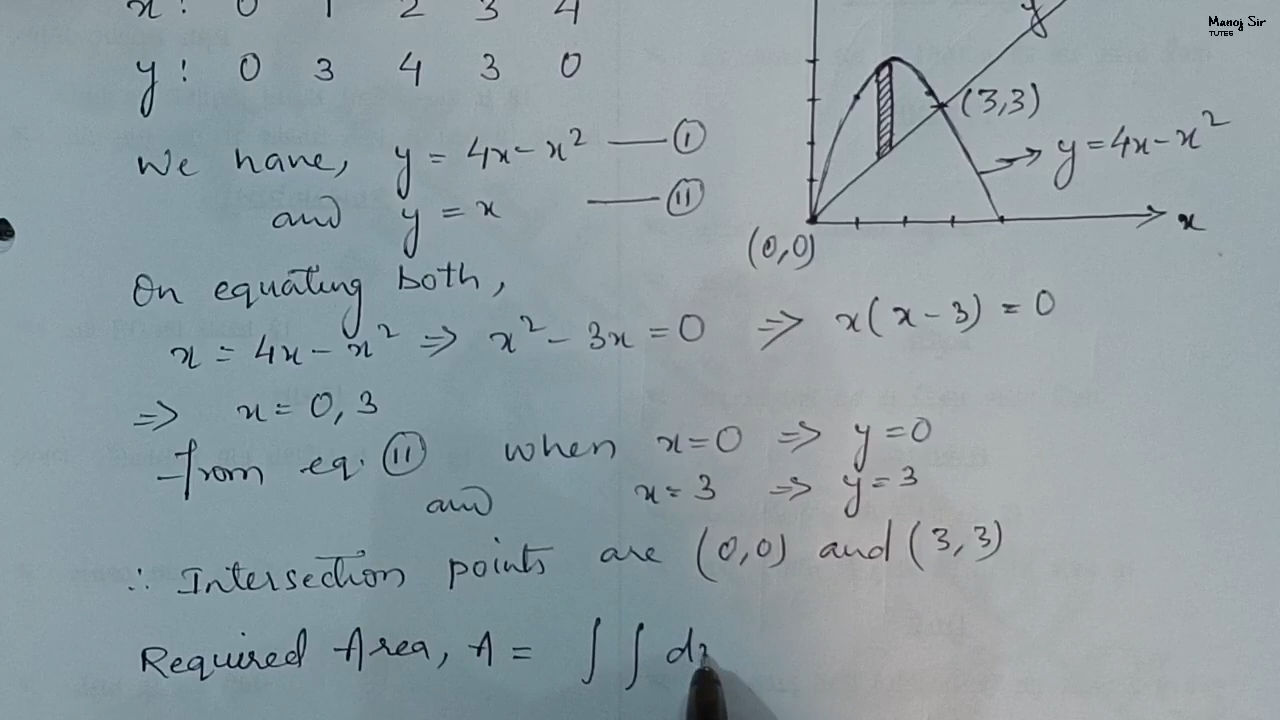 x : 0 1 2 3 4
y : 0 3 4 3 0
We have, y = 4x - x² —— (I)
and y = x —— (II)
On equating both,
x = 4x - x² ⇒ x² - 3x = 0 ⇒ x(x - 3) = 0
⇒ x = 0, 3
from eq. (II) when x = 0 ⇒ y = 0
and x = 3 ⇒ y = 3
∴ Intersection points are (0,0) and (3,3)
Required Area, A = ∫ ∫ dx
y
(3,3)
y = 4x - x²
x
(0,0)
Manoj Sir
TUTES